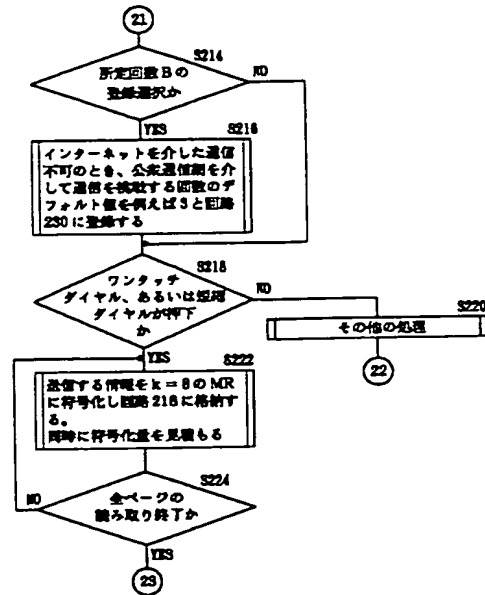 21
S214
所定回数Bの
登録選択か
NO
YES
S216
インターネットを介した通信
不可のとき、公衆通信網を介
して通信を挑戦する回数のデ
フォルト値を例えば3と回路
230に登録する
S218
ワンタッチ
ダイヤル、あるいは短縮
ダイヤルが押下
か
NO
YES
S220
その他の処理
22
S222
送信する情報をk=8のMR
に符号化し回路216に格納す
る。
同時に符号化量を見積もる
S224
全ページの
読み取り終了か
NO
YES
23